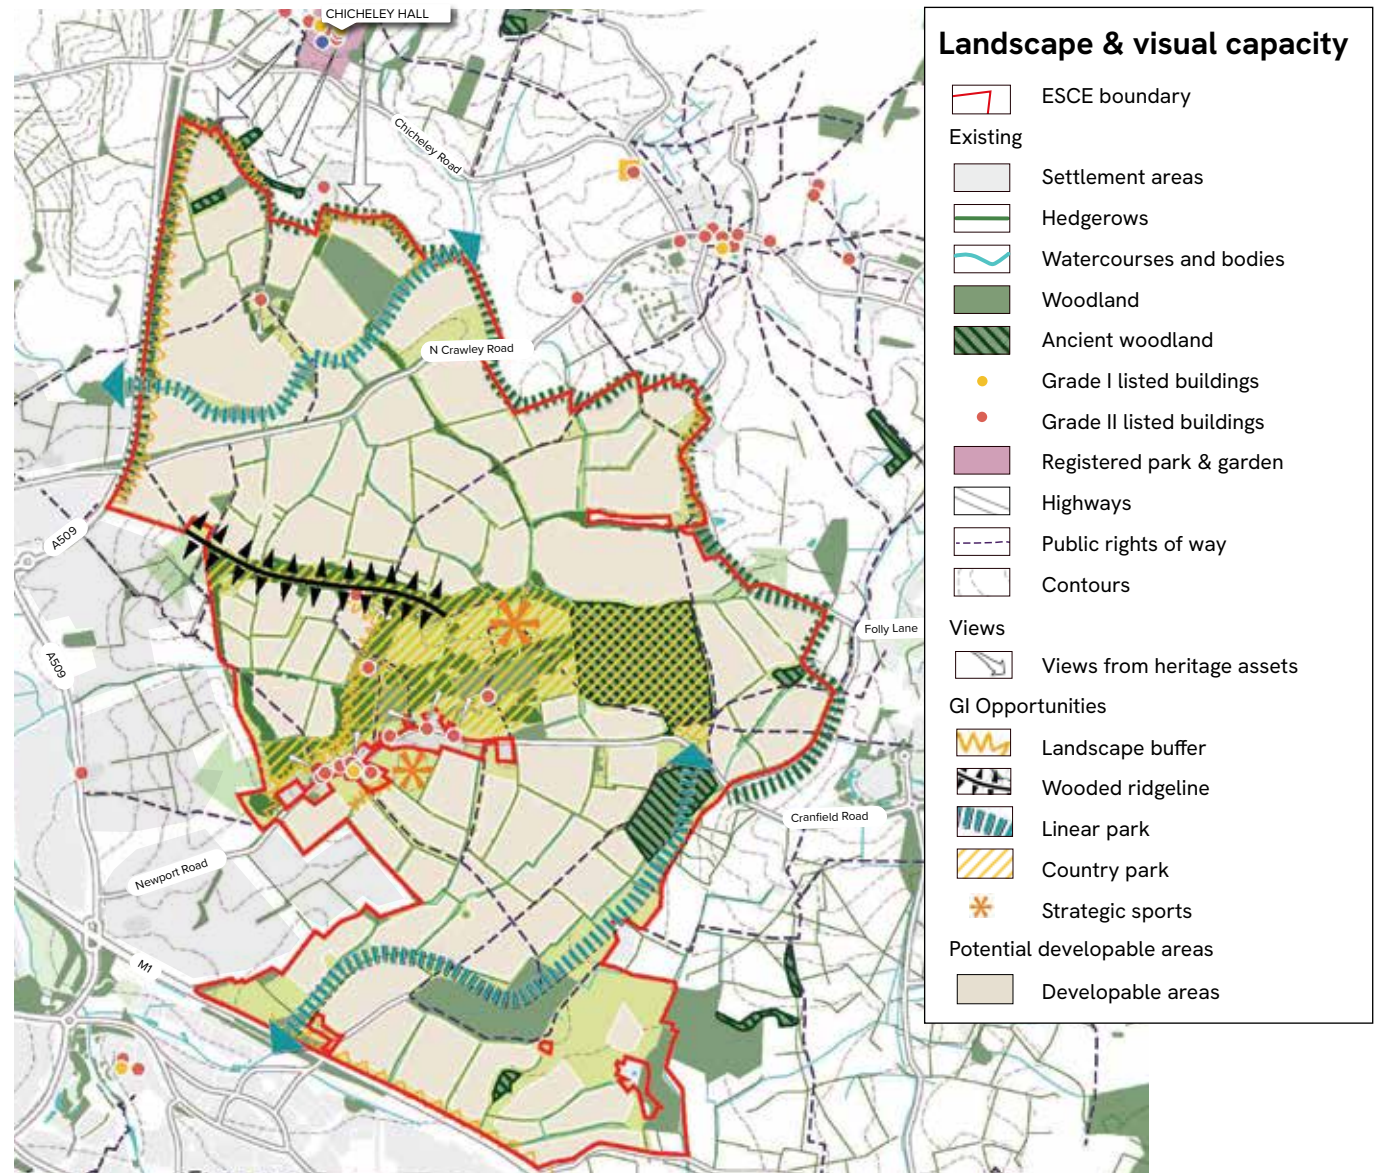 CHICHELEY HALL
Chicheley Road
N Crawley Road
A509
A509
Folly Lane
Cranfield Road
Newport Road
M1
Landscape & visual capacity
ESCE boundary
Existing
Settlement areas
Hedgerows
Watercourses and bodies
Woodland
Ancient woodland
Grade I listed buildings
Grade II listed buildings
Registered park & garden
Highways
Public rights of way
Contours
Views
Views from heritage assets
GI Opportunities
Landscape buffer
Wooded ridgeline
Linear park
Country park
Strategic sports
Potential developable areas
Developable areas